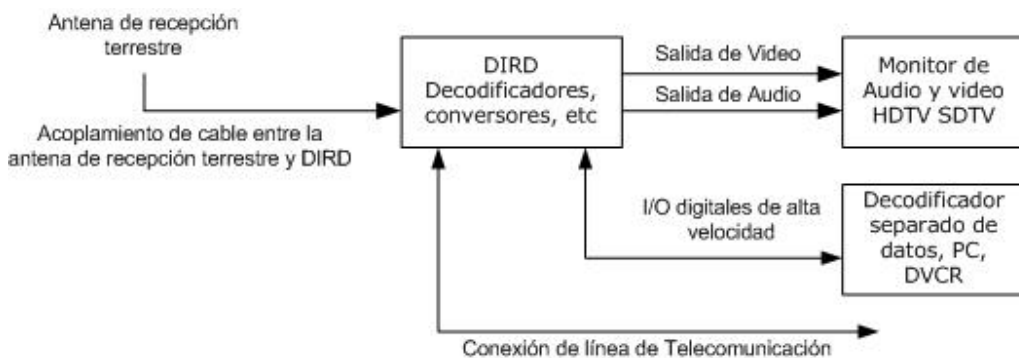 Antena de recepción
terrestre
Acoplamiento de cable entre la
antena de recepción terrestre y DIRD
DIRD
Decodificadores,
conversores, etc
Salida de Video
Salida de Audio
Monitor de
Audio y video
HDTV SDTV
I/O digitales de alta
velocidad
Decodificador
separado de
datos, PC,
DVCR
Conexión de línea de Telecomunicación